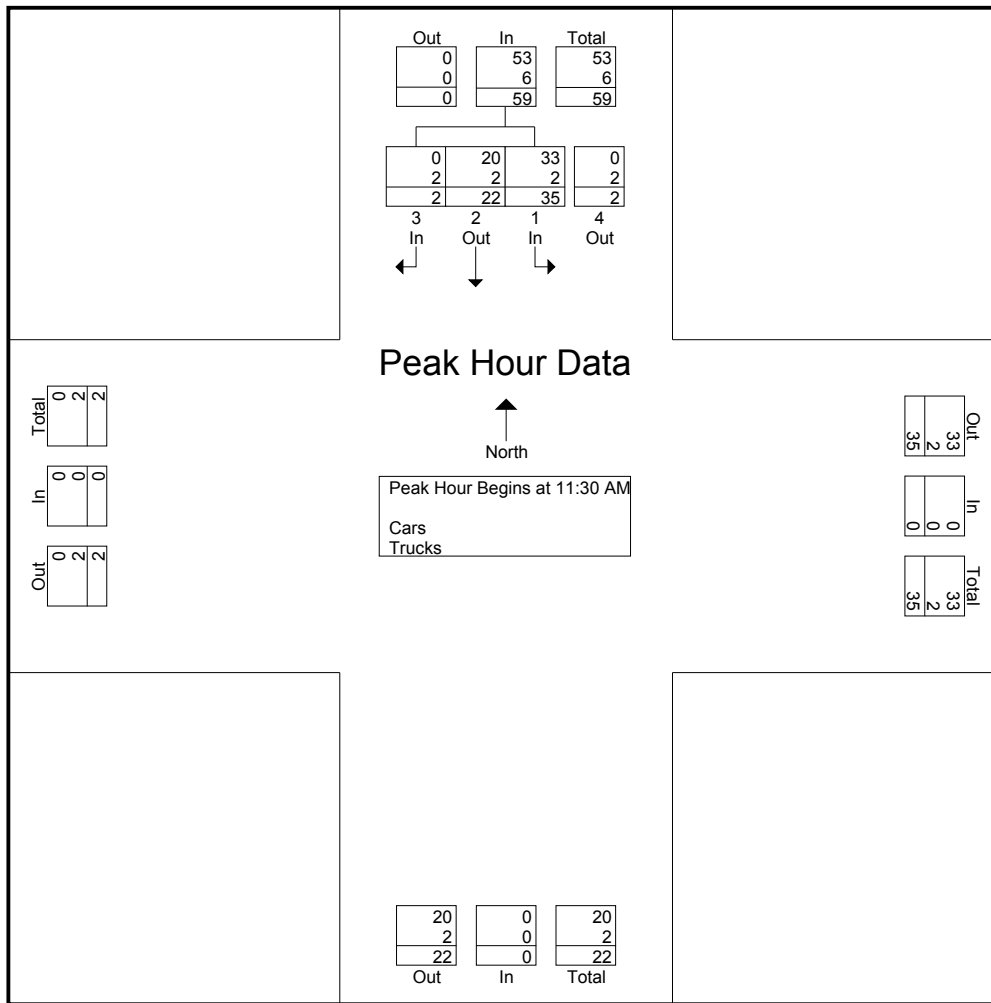 Out In Total
0 53 53
0 6 6
0 59 59
0 20 33 0
2 2 2 2
2 22 35 2
3 2 1 4
In Out In Out
Peak Hour Data
North
Peak Hour Begins at 11:30 AM
Cars
Trucks
Total
0 2 2
In
0 0 0
Out
0 2 2
Out
33
2
35
In
0
0
0
Total
33
2
35
20 0 20
2 0 2
22 0 22
Out In Total